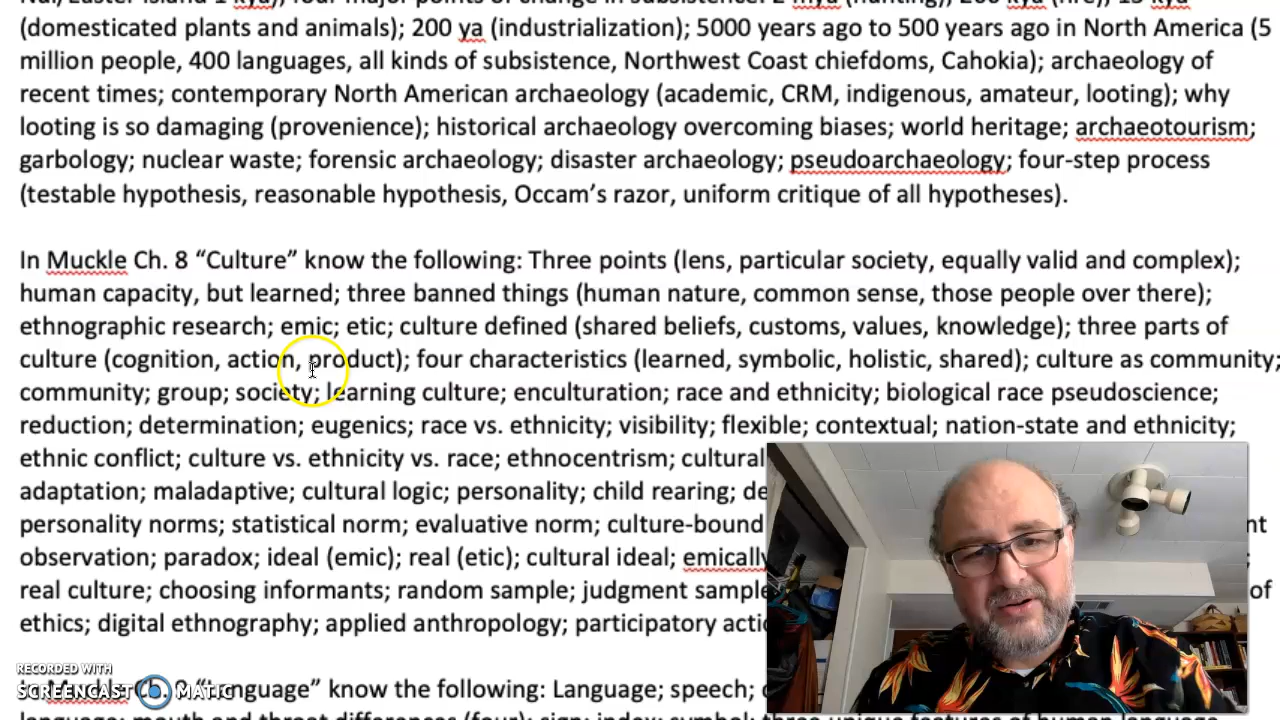 (domesticated plants and animals); 200 ya (industrialization); 5000 years ago to 500 years ago in North America (5
million people, 400 languages, all kinds of subsistence, Northwest Coast chiefdoms, Cahokia); archaeology of
recent times; contemporary North American archaeology (academic, CRM, indigenous, amateur, looting); why
looting is so damaging (provenience); historical archaeology overcoming biases; world heritage; archaeotourism;
garbology; nuclear waste; forensic archaeology; disaster archaeology; pseudoarchaeology; four-step process
(testable hypothesis, reasonable hypothesis, Occam’s razor, uniform critique of all hypotheses).
In Muckle Ch. 8 “Culture” know the following: Three points (lens, particular society, equally valid and complex);
human capacity, but learned; three banned things (human nature, common sense, those people over there);
ethnographic research; emic; etic; culture defined (shared beliefs, customs, values, knowledge); three parts of
culture (cognition, action, product); four characteristics (learned, symbolic, holistic, shared); culture as community;
community; group; society; learning culture; enculturation; race and ethnicity; biological race pseudoscience;
reduction; determination; eugenics; race vs. ethnicity; visibility; flexible; contextual; nation-state and ethnicity;
ethnic conflict; culture vs. ethnicity vs. race; ethnocentrism; cultural
adaptation; maladaptive; cultural logic; personality; child rearing; de
personality norms; statistical norm; evaluative norm; culture-bound nt
observation; paradox; ideal (emic); real (etic); cultural ideal; emically
real culture; choosing informants; random sample; judgment sample of
ethics; digital ethnography; applied anthropology; participatory actio
“Language” know the following: Language; speech;
RECORDED WITH
SCREENCAST MATIC